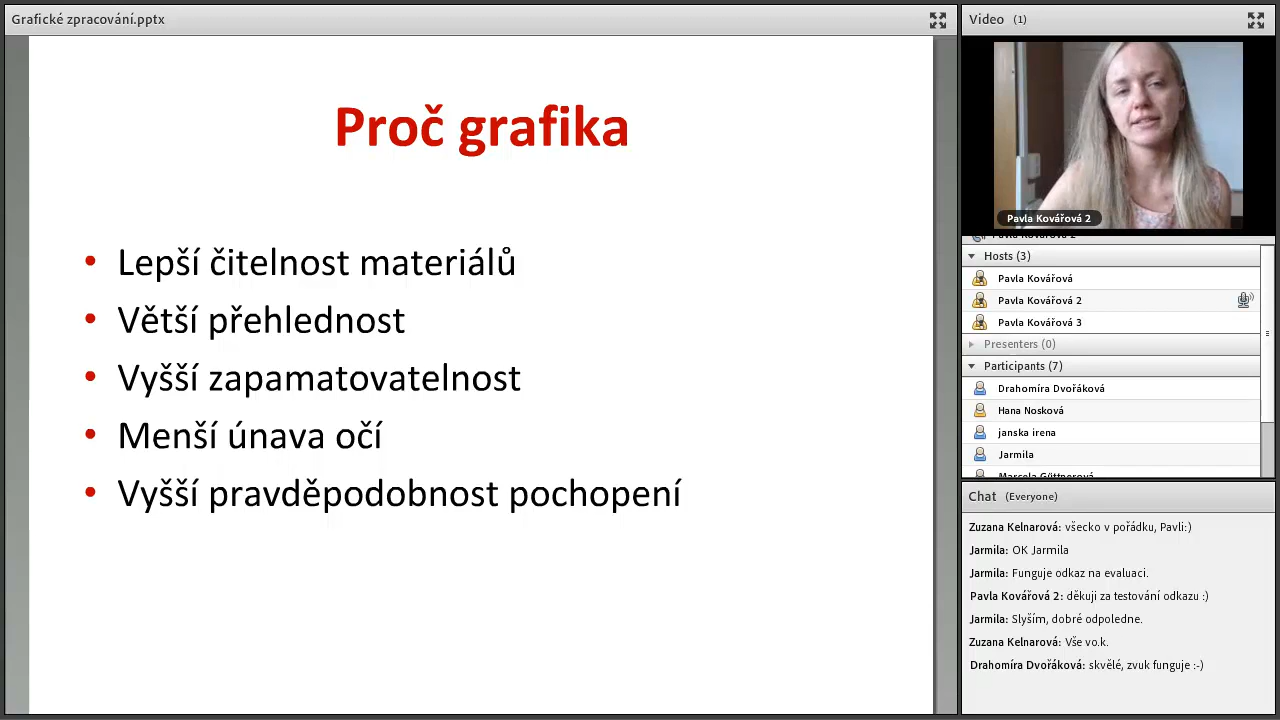 Grafické zpracování.pptx
Proč grafika
• Lepší čitelnost materiálů
• Větší přehlednost
• Vyšší zapamatovatelnost
• Menší únava očí
• Vyšší pravděpodobnost pochopení
Video (1)
Pavla Kovářová 2
Pavla Kovářová 2
Hosts (3)
Pavla Kovářová
Pavla Kovářová 2
Pavla Kovářová 3
Presenters (0)
Participants (7)
Drahomíra Dvořáková
Hana Nosková
janska irena
Jarmila
Marcela Güttnerová
Chat (Everyone)
Zuzana Kelnarová: všecko v pořádku, Pavli:)
Jarmila: OK Jarmila
Jarmila: Funguje odkaz na evaluaci.
Pavla Kovářová 2: děkuji za testování odkazu :)
Jarmila: Slyším, dobré odpoledne.
Zuzana Kelnarová: Vše vo.k.
Drahomíra Dvořáková: skvělé, zvuk funguje :-)